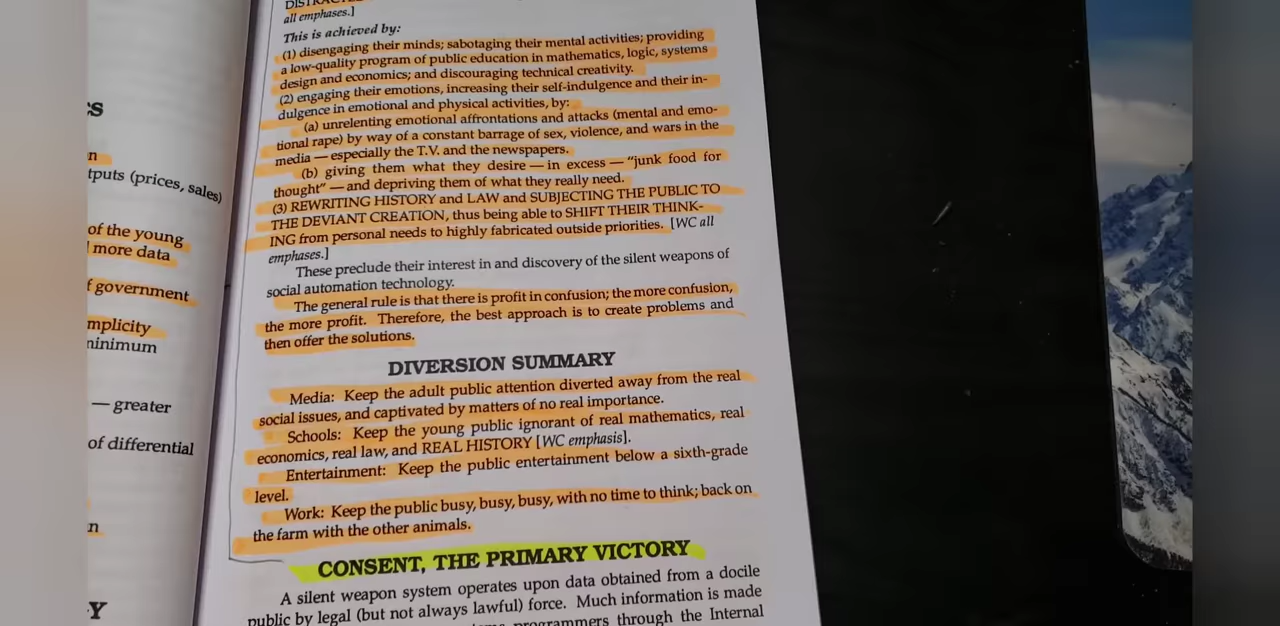 cs
n
tputs (prices, sales)
of the young
more data
f government
mplicity
minimum
— greater
of differential
n
Y
DISTRACTED
all emphases.]
This is achieved by:
(1) disengaging their minds; sabotaging their mental activities; providing
a low-quality program of public education in mathematics, logic, systems
design and economics; and discouraging technical creativity.
(2) engaging their emotions, increasing their self-indulgence and their in-
dulgence in emotional and physical activities, by:
(a) unrelenting emotional affrontations and attacks (mental and emo-
tional rape) by way of a constant barrage of sex, violence, and wars in the
media — especially the T.V. and the newspapers.
(b) giving them what they desire — in excess — "junk food for
thought" — and depriving them of what they really need.
(3) REWRITING HISTORY and LAW and SUBJECTING THE PUBLIC TO
THE DEVIANT CREATION, thus being able to SHIFT THEIR THINK-
ING from personal needs to highly fabricated outside priorities. [WC all
emphases.]
These preclude their interest in and discovery of the silent weapons of
social automation technology.
The general rule is that there is profit in confusion; the more confusion,
the more profit. Therefore, the best approach is to create problems and
then offer the solutions.
DIVERSION SUMMARY
Media: Keep the adult public attention diverted away from the real
social issues, and captivated by matters of no real importance.
Schools: Keep the young public ignorant of real mathematics, real
economics, real law, and REAL HISTORY [WC emphasis].
Entertainment: Keep the public entertainment below a sixth-grade
level.
Work: Keep the public busy, busy, busy, with no time to think; back on
the farm with the other animals.
CONSENT, THE PRIMARY VICTORY
A silent weapon system operates upon data obtained from a docile
public by legal (but not always lawful) force. Much information is made
programmers through the Internal